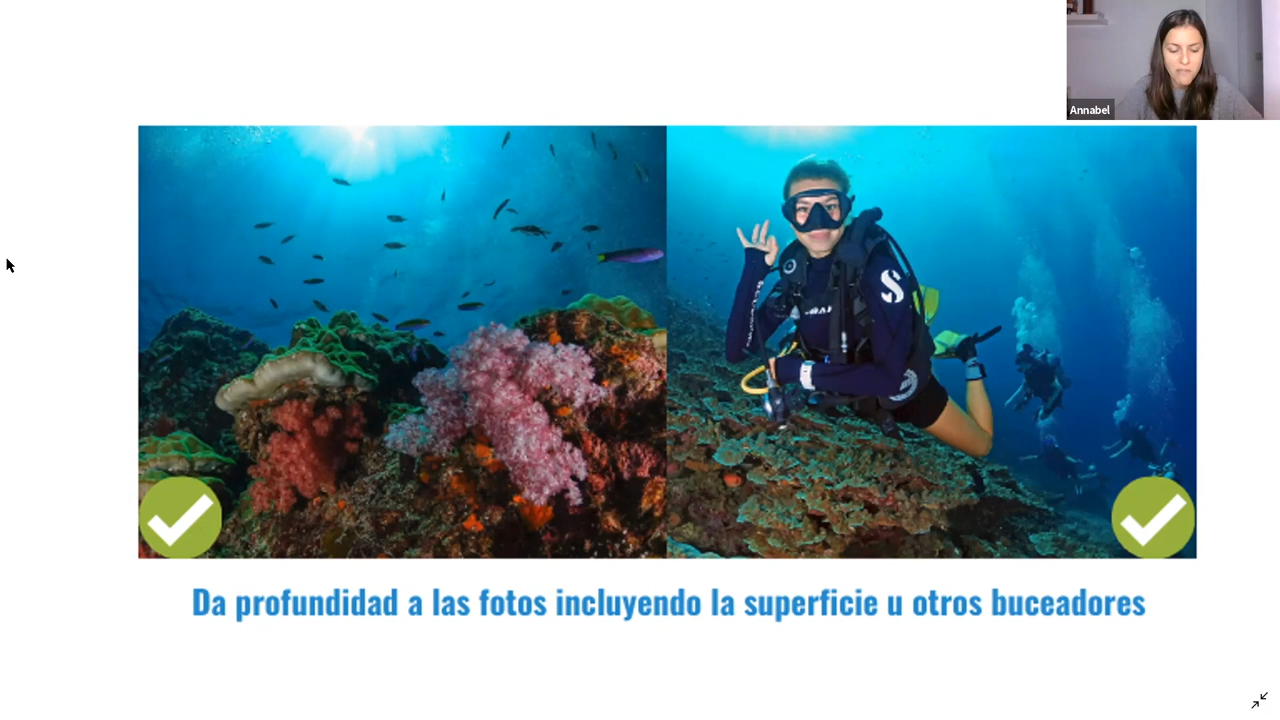 Annabel
Da profundidad a las fotos incluyendo la superficie u otros buceadores